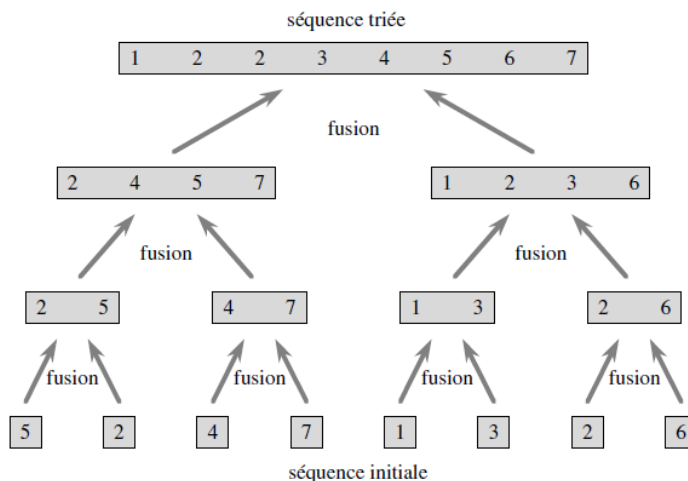 séquence triée
1 2 2 3 4 5 6 7
fusion
2 4 5 7 1 2 3 6
fusion fusion
2 5 4 7 1 3 2 6
fusion fusion fusion fusion
5 2 4 7 1 3 2 6
séquence initiale